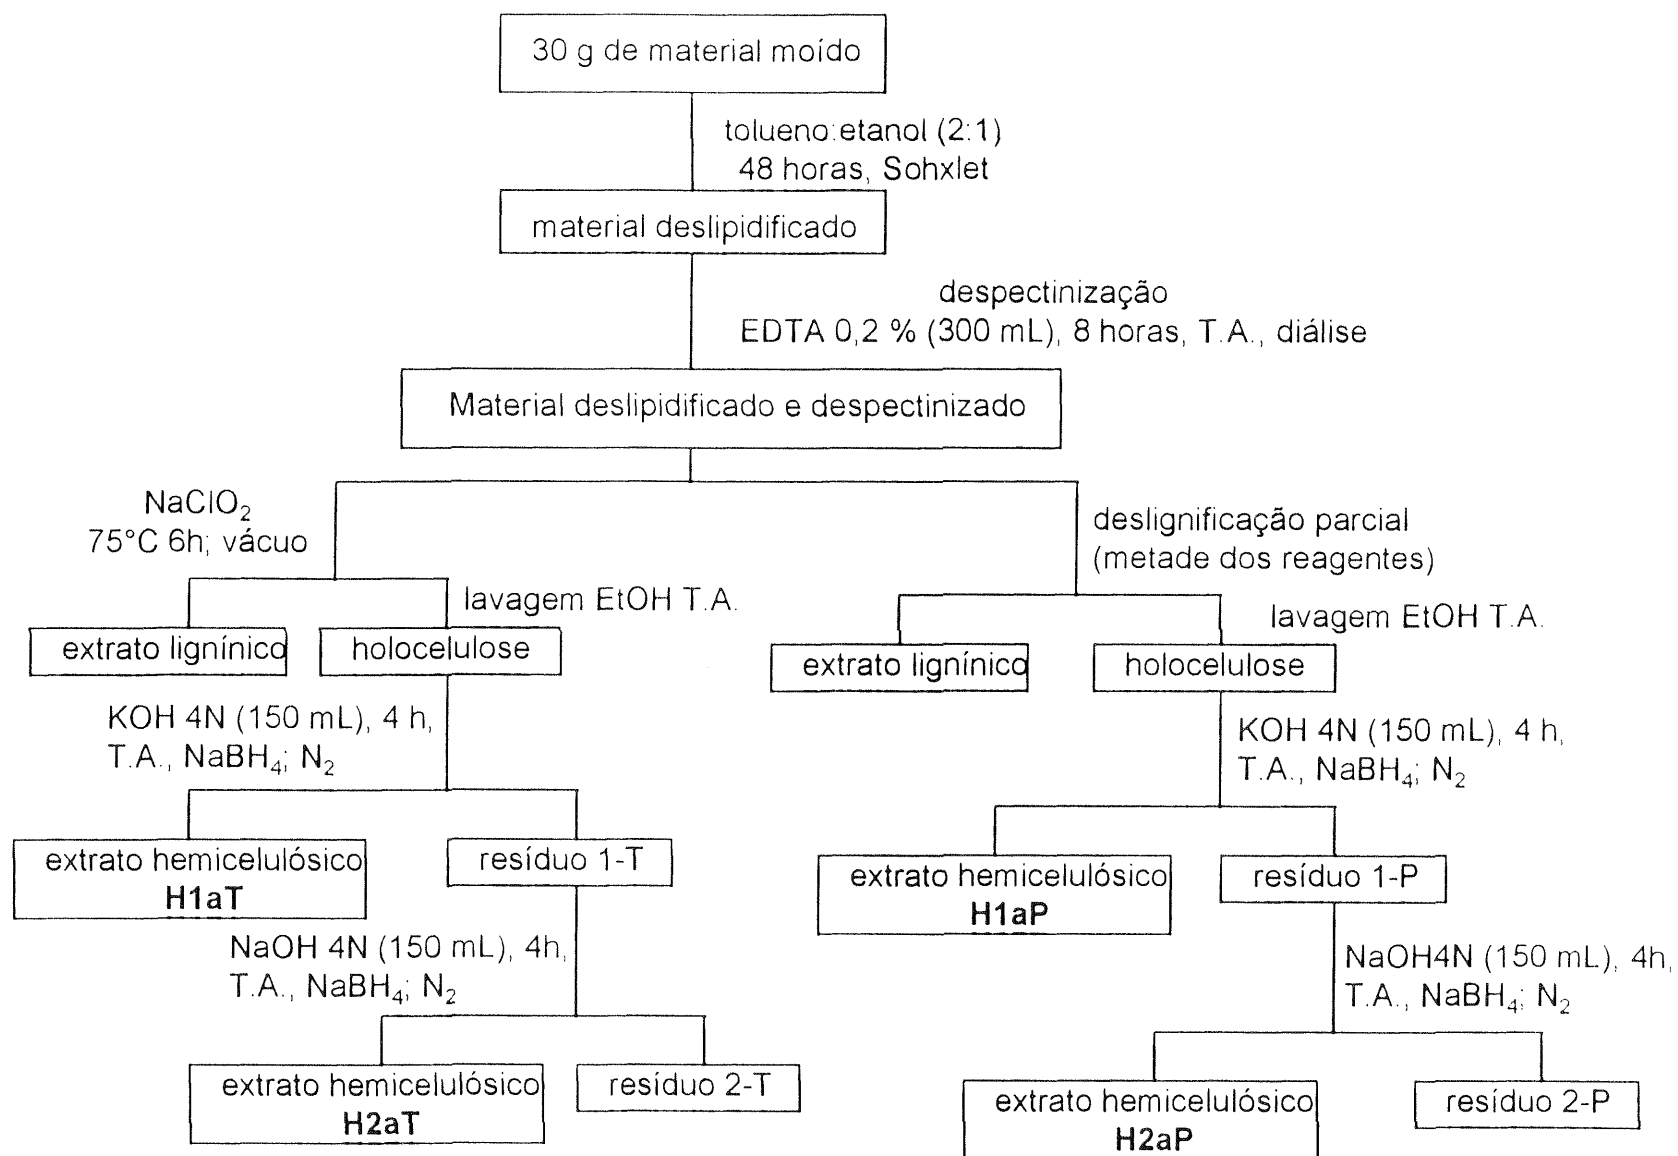 30 g de material moído
tolueno:etanol (2:1)
48 horas, Sohxlet
material deslipidificado
despectinização
EDTA 0,2 % (300 mL), 8 horas, T.A., diálise
Material deslipidificado e despectinizado
NaClO₂
75°C 6h; vácuo
deslignificação parcial
(metade dos reagentes)
lavagem EtOH T.A.
lavagem EtOH T.A.
extrato lignínico
holocelulose
extrato lignínico
holocelulose
KOH 4N (150 mL), 4 h,
T.A., NaBH₄; N₂
KOH 4N (150 mL), 4 h,
T.A., NaBH₄; N₂
extrato hemicelulósico
H1aT
resíduo 1-T
extrato hemicelulósico
H1aP
resíduo 1-P
NaOH 4N (150 mL), 4h,
T.A., NaBH₄; N₂
NaOH4N (150 mL), 4h,
T.A., NaBH₄; N₂
extrato hemicelulósico
H2aT
resíduo 2-T
extrato hemicelulósico
H2aP
resíduo 2-P